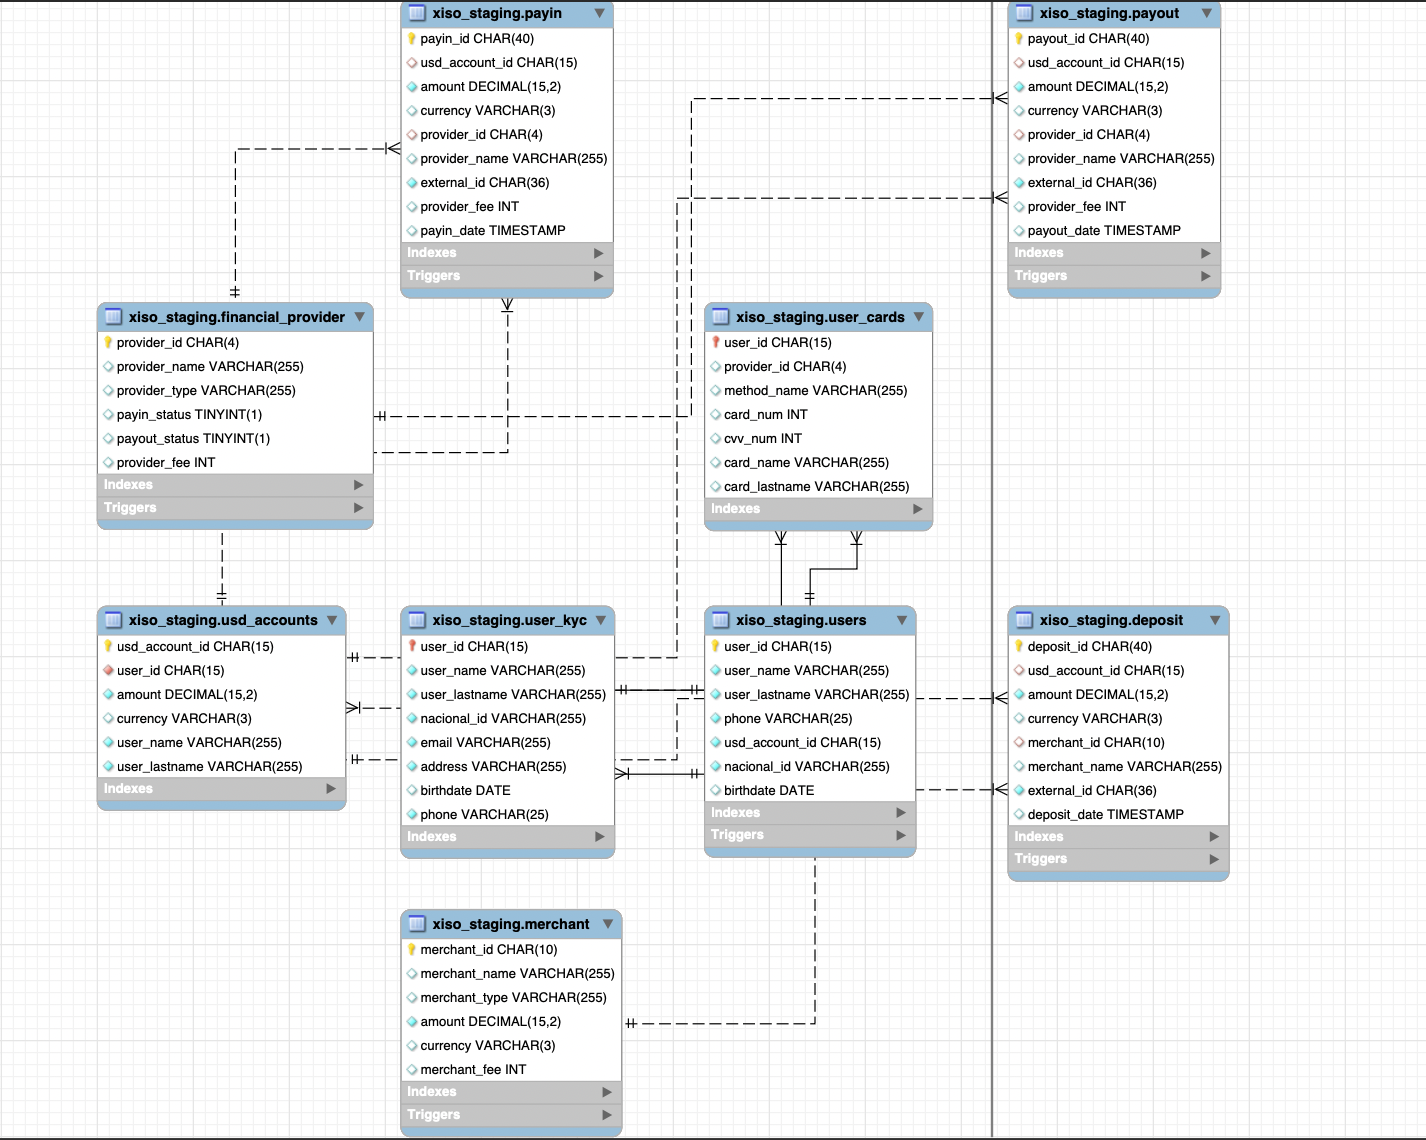 xiso_staging.payin
payin_id CHAR(40)
usd_account_id CHAR(15)
amount DECIMAL(15,2)
currency VARCHAR(3)
provider_id CHAR(4)
provider_name VARCHAR(255)
external_id CHAR(36)
provider_fee INT
payin_date TIMESTAMP
Indexes
Triggers
xiso_staging.payout
payout_id CHAR(40)
usd_account_id CHAR(15)
amount DECIMAL(15,2)
currency VARCHAR(3)
provider_id CHAR(4)
provider_name VARCHAR(255)
external_id CHAR(36)
provider_fee INT
payout_date TIMESTAMP
Indexes
Triggers
xiso_staging.financial_provider
provider_id CHAR(4)
provider_name VARCHAR(255)
provider_type VARCHAR(255)
payin_status TINYINT(1)
payout_status TINYINT(1)
provider_fee INT
Indexes
Triggers
xiso_staging.user_cards
user_id CHAR(15)
provider_id CHAR(4)
method_name VARCHAR(255)
card_num INT
cvv_num INT
card_name VARCHAR(255)
card_lastname VARCHAR(255)
Indexes
xiso_staging.usd_accounts
usd_account_id CHAR(15)
user_id CHAR(15)
amount DECIMAL(15,2)
currency VARCHAR(3)
user_name VARCHAR(255)
user_lastname VARCHAR(255)
Indexes
xiso_staging.user_kyc
user_id CHAR(15)
user_name VARCHAR(255)
user_lastname VARCHAR(255)
nacional_id VARCHAR(255)
email VARCHAR(255)
address VARCHAR(255)
birthdate DATE
phone VARCHAR(25)
Indexes
xiso_staging.users
user_id CHAR(15)
user_name VARCHAR(255)
user_lastname VARCHAR(255)
phone VARCHAR(25)
usd_account_id CHAR(15)
nacional_id VARCHAR(255)
birthdate DATE
Indexes
Triggers
xiso_staging.deposit
deposit_id CHAR(40)
usd_account_id CHAR(15)
amount DECIMAL(15,2)
currency VARCHAR(3)
merchant_id CHAR(10)
merchant_name VARCHAR(255)
external_id CHAR(36)
deposit_date TIMESTAMP
Indexes
Triggers
xiso_staging.merchant
merchant_id CHAR(10)
merchant_name VARCHAR(255)
merchant_type VARCHAR(255)
amount DECIMAL(15,2)
currency VARCHAR(3)
merchant_fee INT
Indexes
Triggers